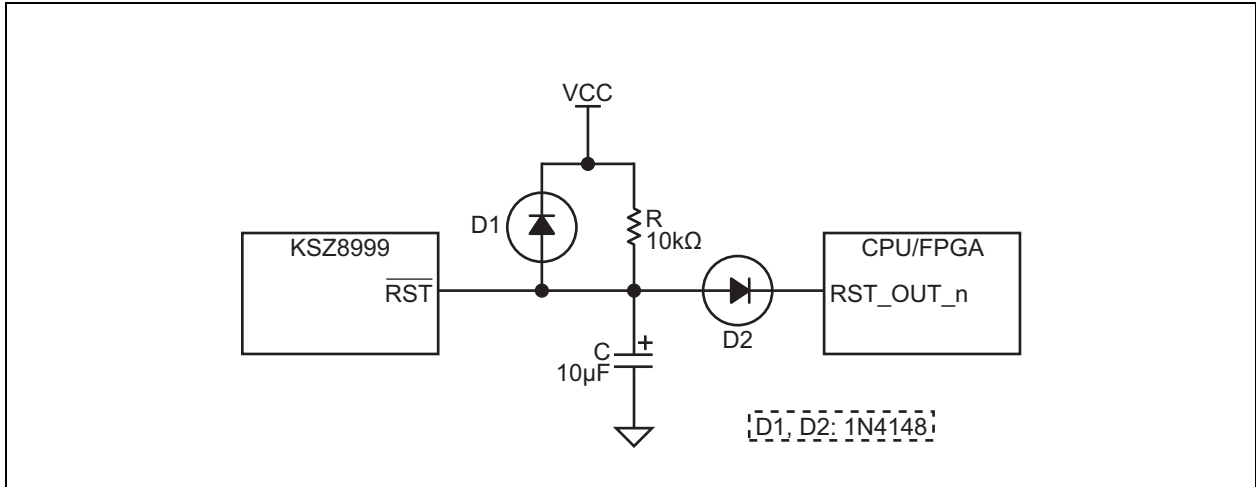 VCC
D1
R
10kΩ
KSZ8999
RST
CPU/FPGA
RST_OUT_n
D2
C
+
10µF
D1, D2: 1N4148